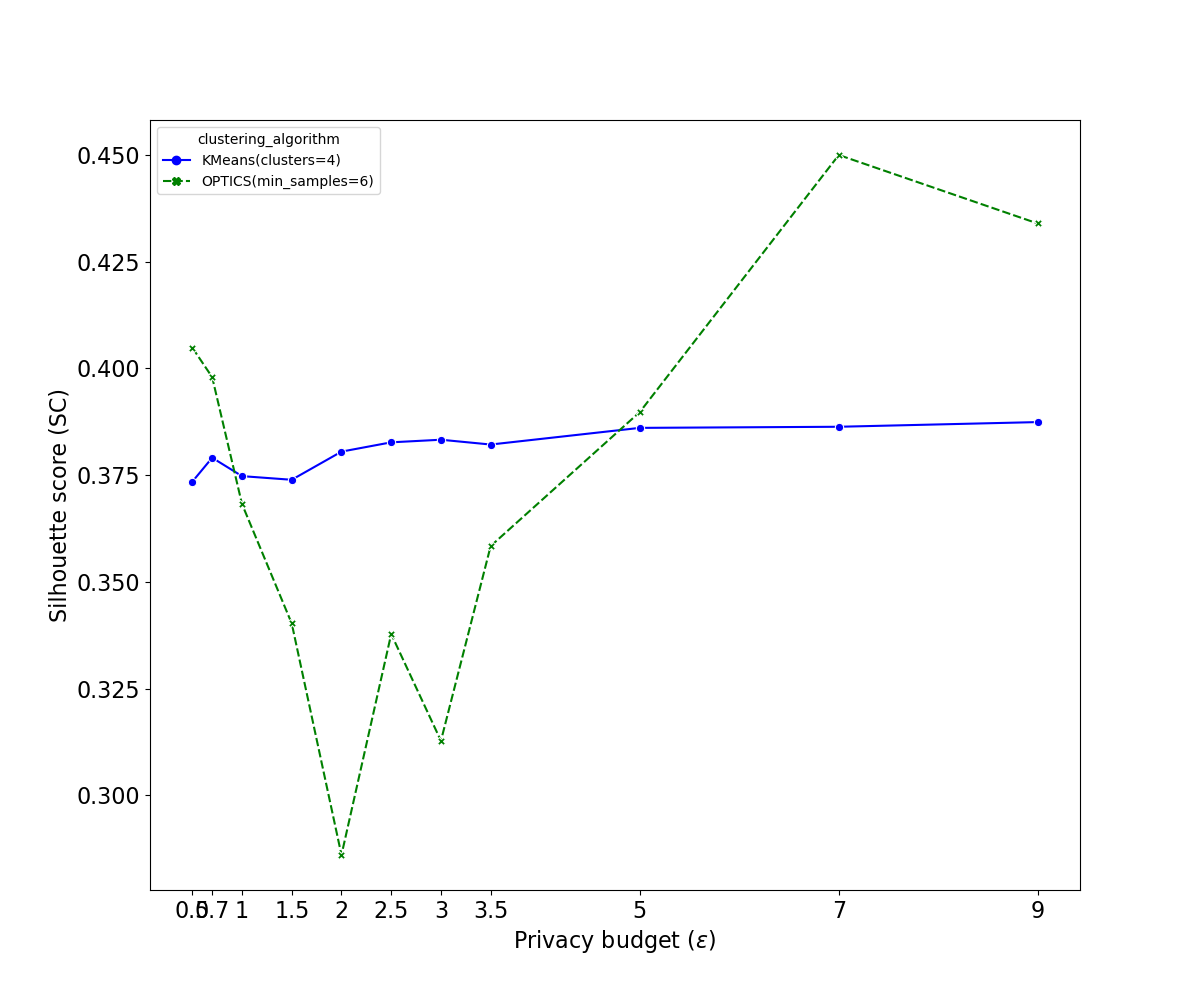 clustering_algorithm
KMeans(clusters=4)
OPTICS(min_samples=6)
0.450
0.425
0.400
0.375
0.350
0.325
0.300
Silhouette score (SC)
0.5 0.7 1 1.5 2 2.5 3 3.5 5 7 9
Privacy budget (ε)